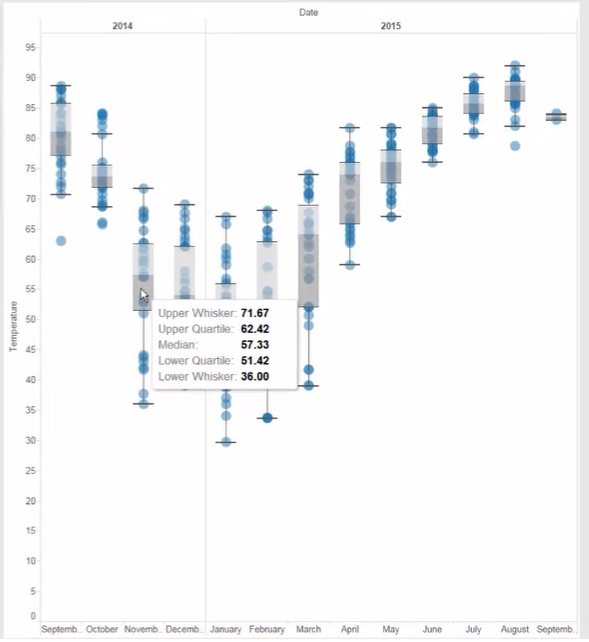 Date
2014
2015
95
90
85
80
75
70
65
60
55
50
45
40
35
30
25
20
15
10
5
0
Temperature
Upper Whisker: 71.67
Upper Quartile: 62.42
Median: 57.33
Lower Quartile: 51.42
Lower Whisker: 36.00
Septemb.. October Novemb.. Decemb.. January February March April May June July August Septemb..